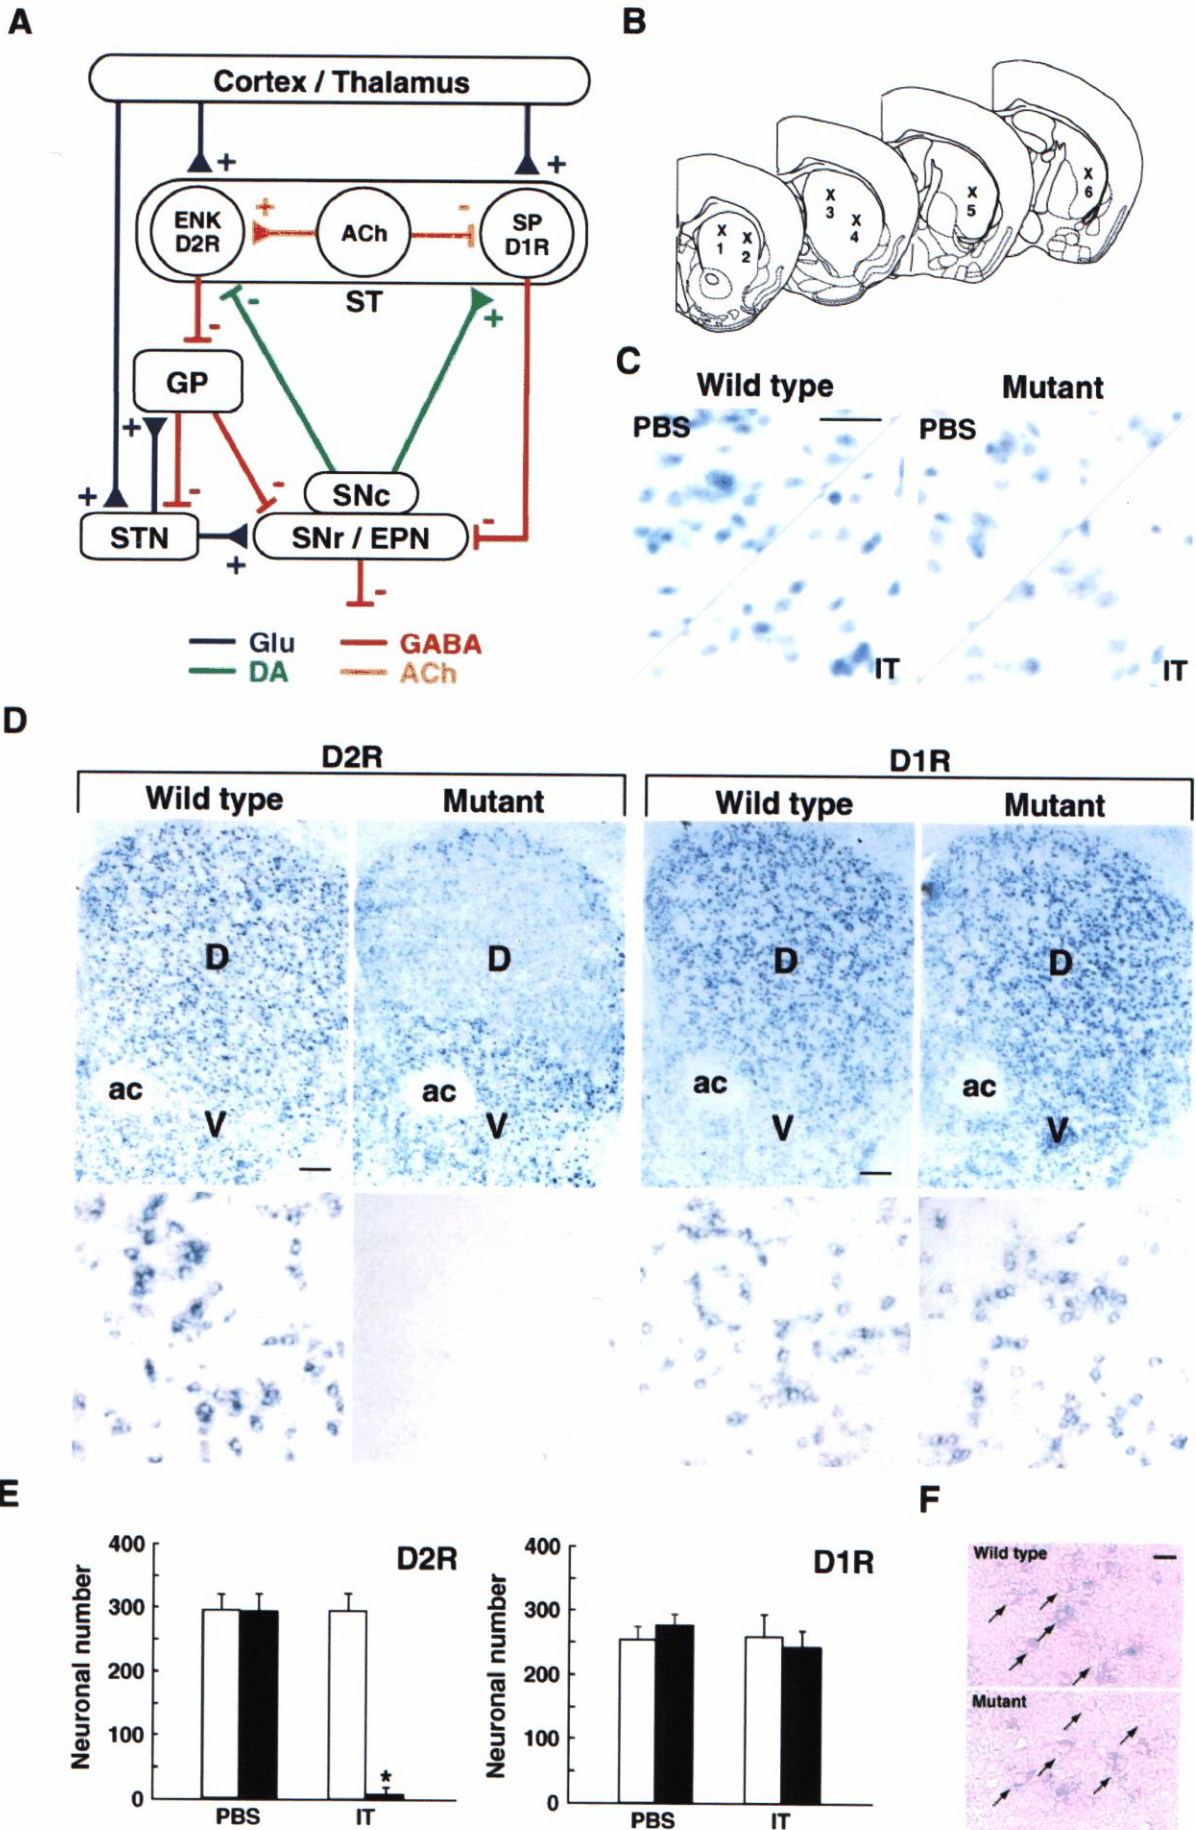 A
Cortex / Thalamus
+
+
ENK
D2R
+
ACh
-
SP
D1R
ST
-
+
-
GP
+
+
-
-
SNc
STN
+
SNr / EPN
-
-
Glu
GABA
DA
ACh
B
X
1
X
2
X
3
X
4
X
5
X
6
C
Wild type
Mutant
PBS
PBS
IT
IT
D
D2R
D1R
Wild type
Mutant
Wild type
Mutant
D
D
D
D
ac
ac
ac
ac
V
V
V
V
E
Neuronal number
400
300
200
100
0
D2R
*
PBS
IT
Neuronal number
400
300
200
100
0
D1R
PBS
IT
F
Wild type
Mutant